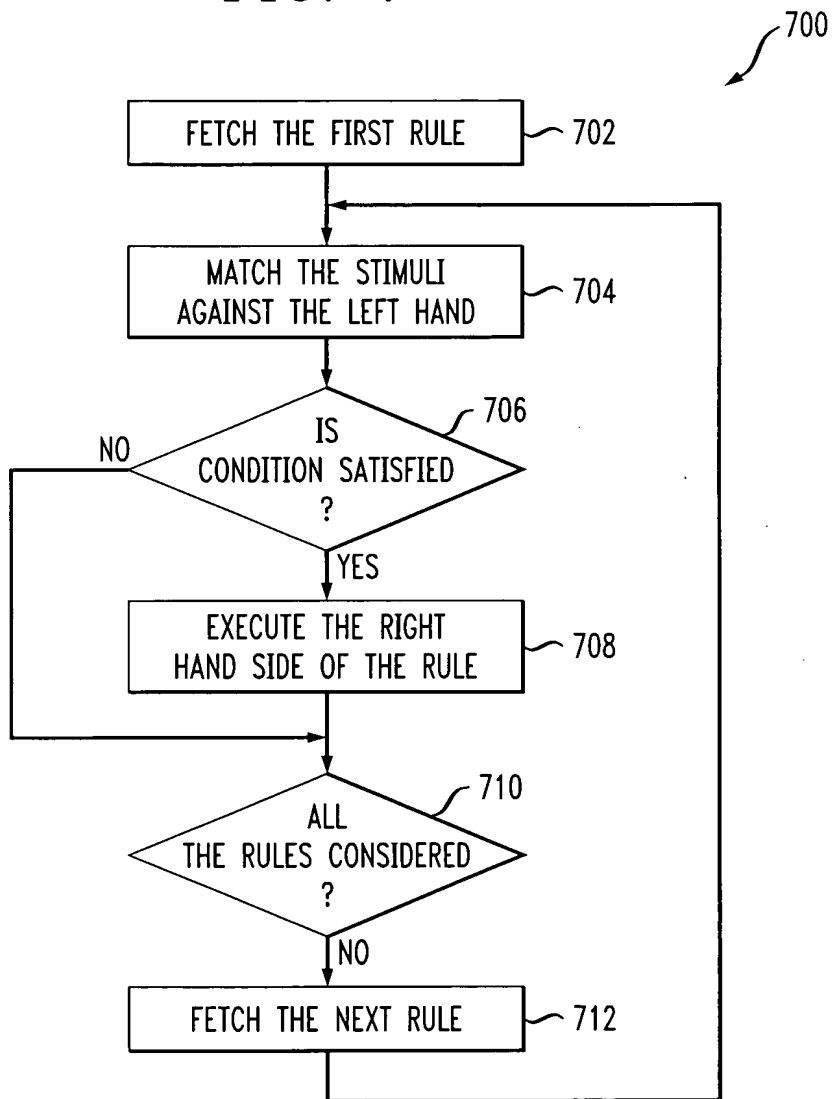 700
FETCH THE FIRST RULE
702
MATCH THE STIMULI
AGAINST THE LEFT HAND
704
706
IS
CONDITION SATISFIED
?
NO
YES
EXECUTE THE RIGHT
HAND SIDE OF THE RULE
708
710
ALL
THE RULES CONSIDERED
?
NO
FETCH THE NEXT RULE
712